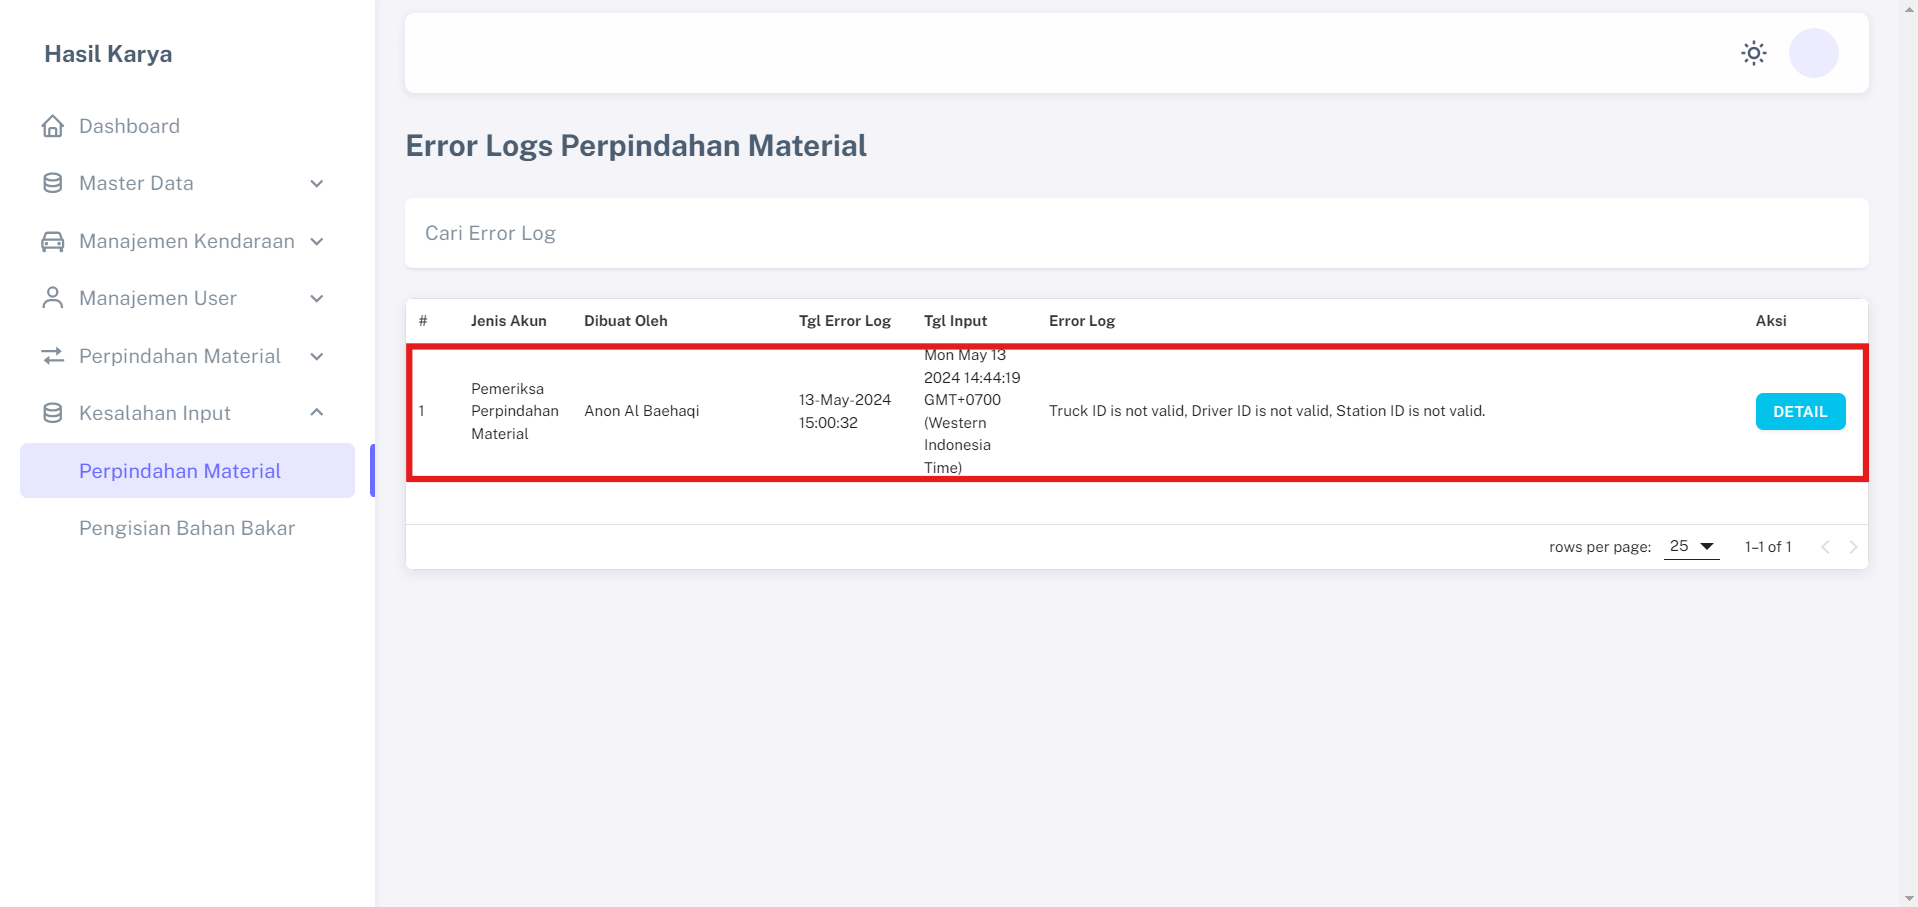 Hasil Karya
Dashboard
Master Data
Manajemen Kendaraan
Manajemen User
Perpindahan Material
Kesalahan Input
Perpindahan Material
Pengisian Bahan Bakar
Error Logs Perpindahan Material
Cari Error Log
# Jenis Akun Dibuat Oleh Tgl Error Log Tgl Input Error Log Aksi
1
Pemeriksa
Perpindahan
Material
Anon Al Baehaqi
13-May-2024
15:00:32
Mon May 13
2024 14:44:19
GMT+0700
(Western
Indonesia
Time)
Truck ID is not valid, Driver ID is not valid, Station ID is not valid.
DETAIL
rows per page: 25 1–1 of 1